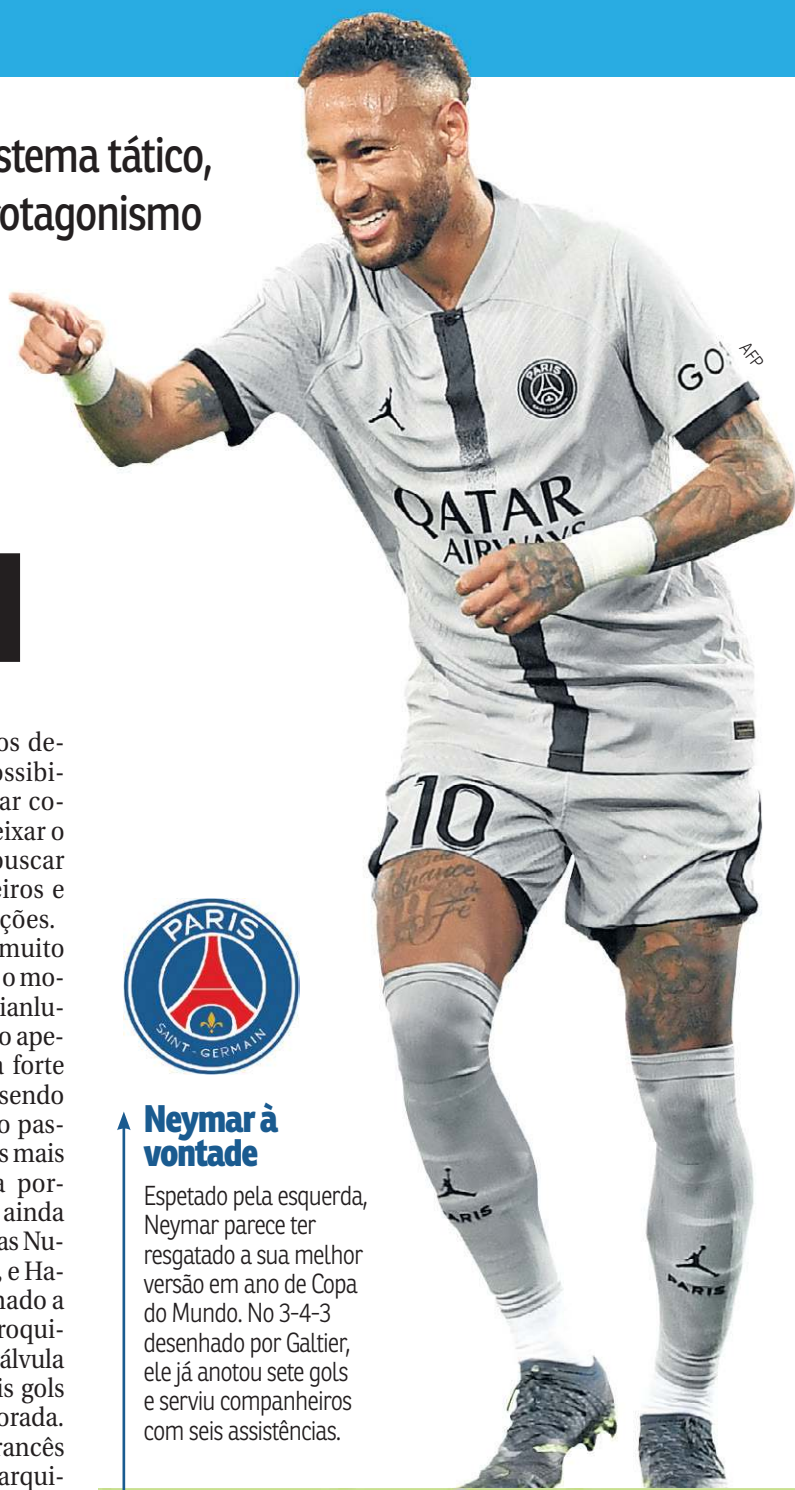 stema tático,
rotagonismo
AFP
PARIS
SAINT-GERMAIN
QATAR
AIRWAYS
10
os de-
ossibi-
ar co-
eixar o
buscar
eiros e
ções.
muito
o mo-
ianlu-
o ape-
a forte
sendo
o pas-
s mais
a por-
ainda
as Nu-
, e Ha-
nado a
roqui-
álvula
is gols
orada.
rancês
arqui-
PARIS
SAINT-GERMAIN
Neymar à
vontade
Espetado pela esquerda,
Neymar parece ter
resgatado a sua melhor
versão em ano de Copa
do Mundo. No 3-4-3
desenhado por Galtier,
ele já anotou sete gols
e serviu companheiros
com seis assistências.
PARIS
PARIS